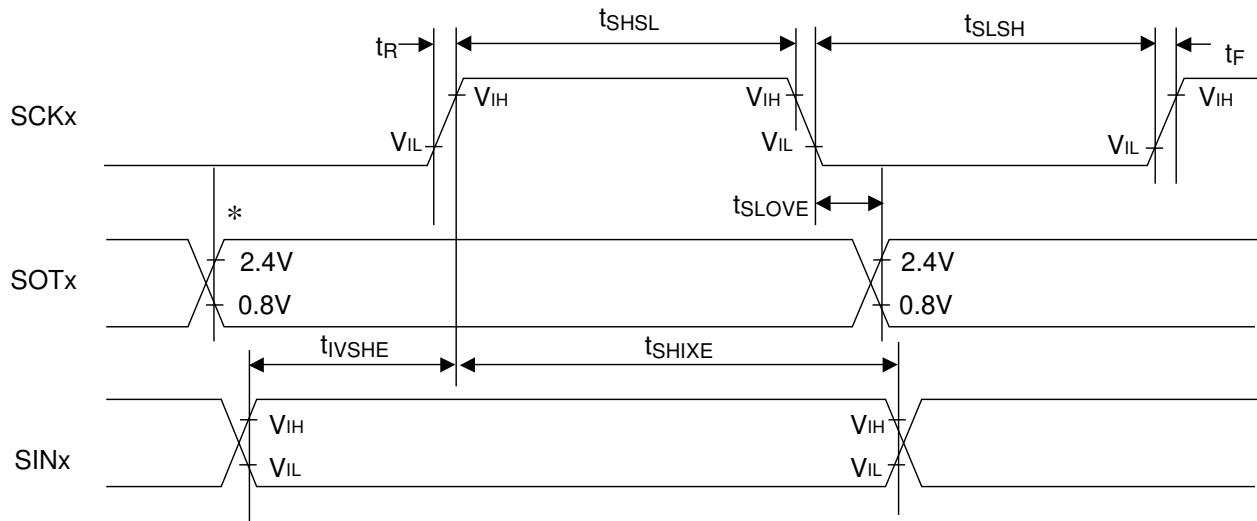 tSHSL
tSLSH
tR
tF
SCKx
VIH
VIH
VIH
VIL
VIL
VIL
tSLOVE
*
SOTx
2.4V
2.4V
0.8V
0.8V
tIVSHE
tSHIXE
SINx
VIH
VIH
VIL
VIL